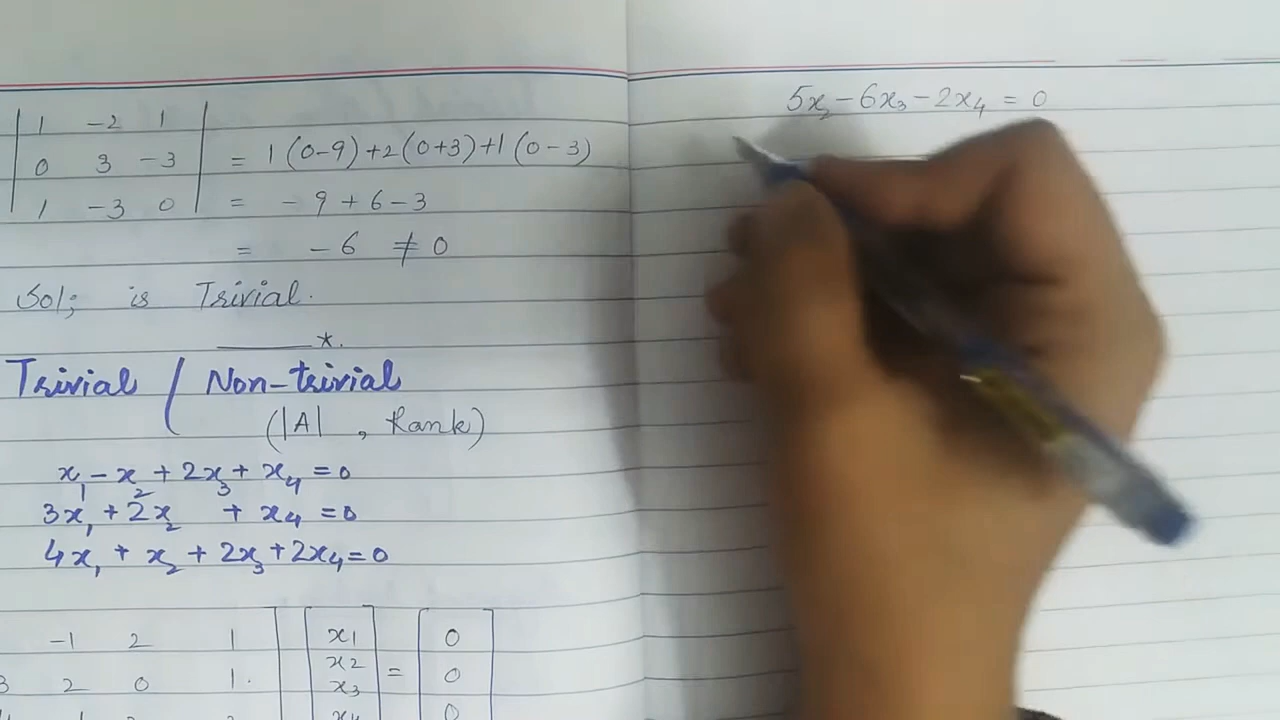 | 1 -2 1 |
| 0 3 -3 | = 1(0-9)+2(0+3)+1(0-3)
| 1 -3 0 | = -9+6-3
= -6 ≠ 0
Sol; is Trivial.
*.
Trivial / Non-trivial
(|A| , Rank)
x₁ - x₂ + 2x₃ + x₄ = 0
3x₁ + 2x₂ + x₄ = 0
4x₁ + x₂ + 2x₃ + 2x₄ = 0
-1 2 1 x1 0
3 2 0 1. x2 = 0
x3
x4 0
5x₂ - 6x₃ - 2x₄ = 0